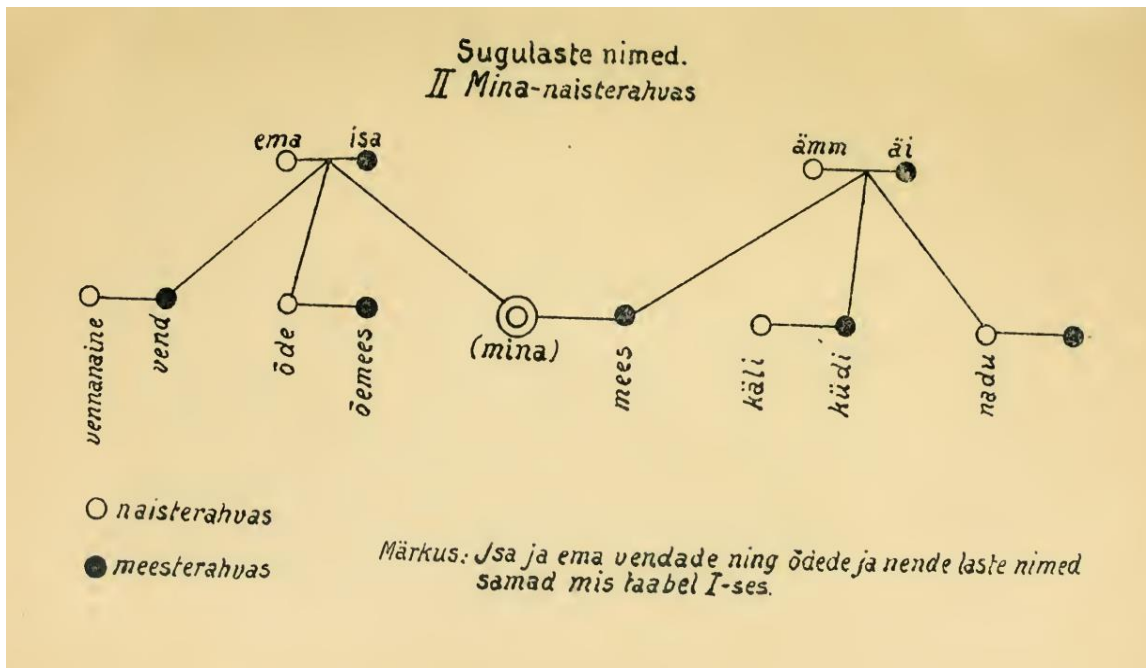 Sugulaste nimed.
II Mina-naisterahvas
ema isa
ämm äi
vennanaine
vend
õde
õemees
(mina)
mees
käli
küdi
nadu
naisterahvas
meesterahvas
Märkus: Isa ja ema vendade ning õdede ja nende laste nimed
samad mis taabel I-ses.